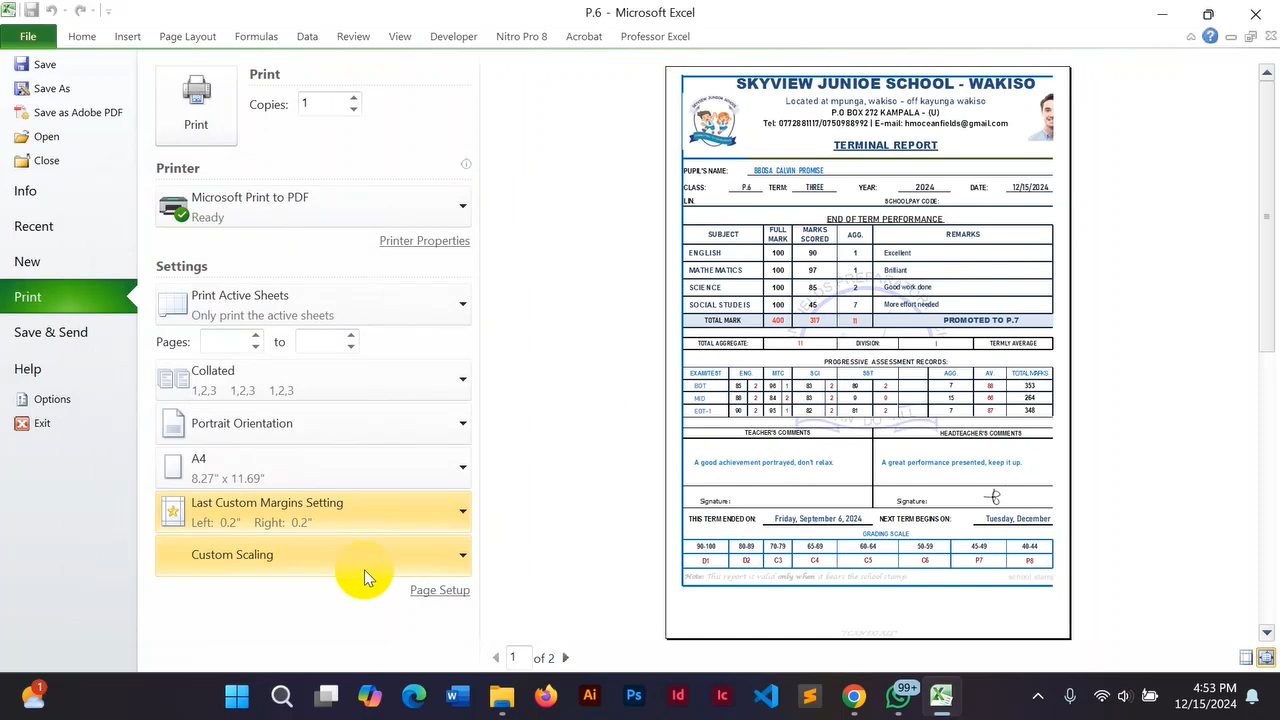 P.6 - Microsoft Excel
File Home Insert Page Layout Formulas Data Review View Developer Nitro Pro 8 Acrobat Professor Excel
Save
Save As
Save as Adobe PDF
Open
Close
Info
Recent
New
Print
Save & Send
Help
Options
Exit
Print
Print
Copies: 1
Printer
Microsoft Print to PDF
Ready
Printer Properties
Settings
Print Active Sheets
Only print the active sheets
Pages: to
Collated
1,2,3 1,2,3 1,2,3
Portrait Orientation
A4
8.27" x 11.69"
Last Custom Margins Setting
Left: 0.2" Right: 0.2"
Custom Scaling
Page Setup
SKYVIEW JUNIOE SCHOOL - WAKISO
SKYVIEW JUNIOR SCHOOL
Located at mpunga, wakiso - off kayunga wakiso
P.O BOX 272 KAMPALA - (U)
Tel: 0772881117/0750988992 | E-mail: hmoceanfields@gmail.com
TERMINAL REPORT
PUPIL'S NAME: BBOSA CALVIN PROMISE
CLASS: P.6 TERM: THREE YEAR: 2024 DATE: 12/15/2024
LIN. SCHOOLPAY CODE:
END OF TERM PERFORMANCE
SUBJECT FULL MARK MARKS SCORED AGG. REMARKS
ENGLISH 100 90 1 Excellent
MATHEMATICS 100 97 1 Brilliant
SCIENCE 100 85 2 Good work done
SOCIAL STUDEIS 100 45 7 More effort needed
TOTAL MARK 400 317 11 PROMOTED TO P.7
TOTAL AGGREGATE: 11 DIVISION: I TERMLY AVERAGE
PROGRESSIVE ASSESSMENT RECORDS:
EXAM/TEST ENG. MTC SCI SST AGG. AV. TOTAL MARKS
BOT 85 2 96 1 83 2 89 2 7 88 353
MID 88 2 84 2 83 2 9 9 15 66 264
EOT-1 90 2 95 1 82 2 81 2 7 87 348
TEACHER'S COMMENTS HEADTEACHER'S COMMENTS
A good achievement portrayed, don't relax. A great performance presented, keep it up.
Signature: Signature:
THIS TERM ENDED ON: Friday, September 6, 2024 NEXT TERM BEGINS ON: Tuesday, December
GRADING SCALE
90-100 80-89 70-79 65-69 60-64 50-59 45-49 40-44
D1 D2 C3 C4 C5 C6 P7 P8
Note: This report is valid only when it bears the school stamp school stamp
1 of 2
1
99+
4:53 PM
12/15/2024